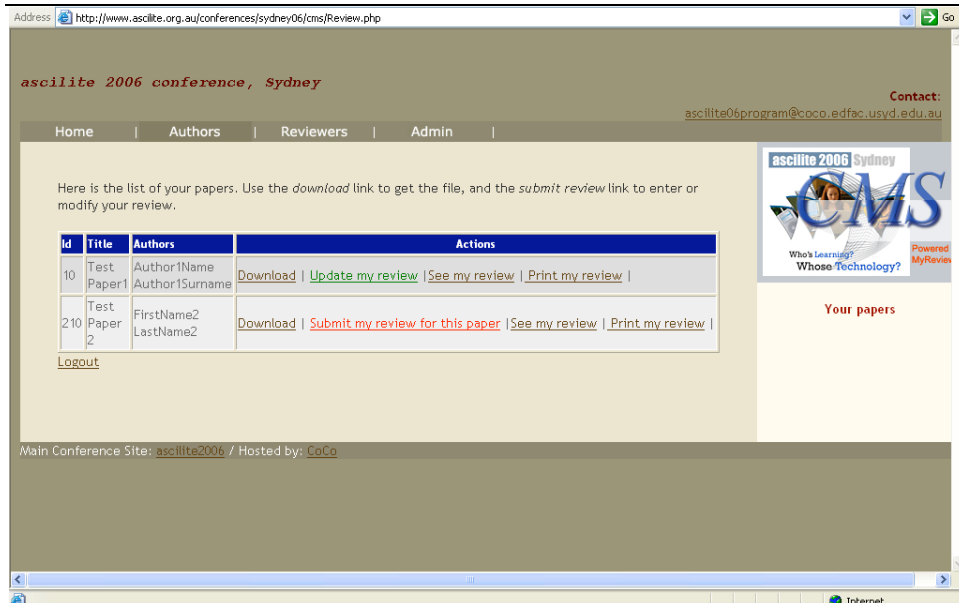 Address http://www.ascilite.org.au/conferences/sydney06/cms/Review.php Go
ascilite 2006 conference, Sydney
Contact:
ascilite06program@coco.edfac.usyd.edu.au
Home | Authors | Reviewers | Admin |
ascilite 2006 Sydney
CMS
Who's Learning?
Whose Technology?
Powered
MyReview
Here is the list of your papers. Use the download link to get the file, and the submit review link to enter or
modify your review.
Id Title Authors Actions
10 Test Paper1 Author1Name Author1Surname Download | Update my review |See my review | Print my review |
210 Test Paper 2 FirstName2 LastName2 Download | Submit my review for this paper |See my review | Print my review |
Your papers
Logout
Main Conference Site: ascilite2006 / Hosted by: CoCo
Internet